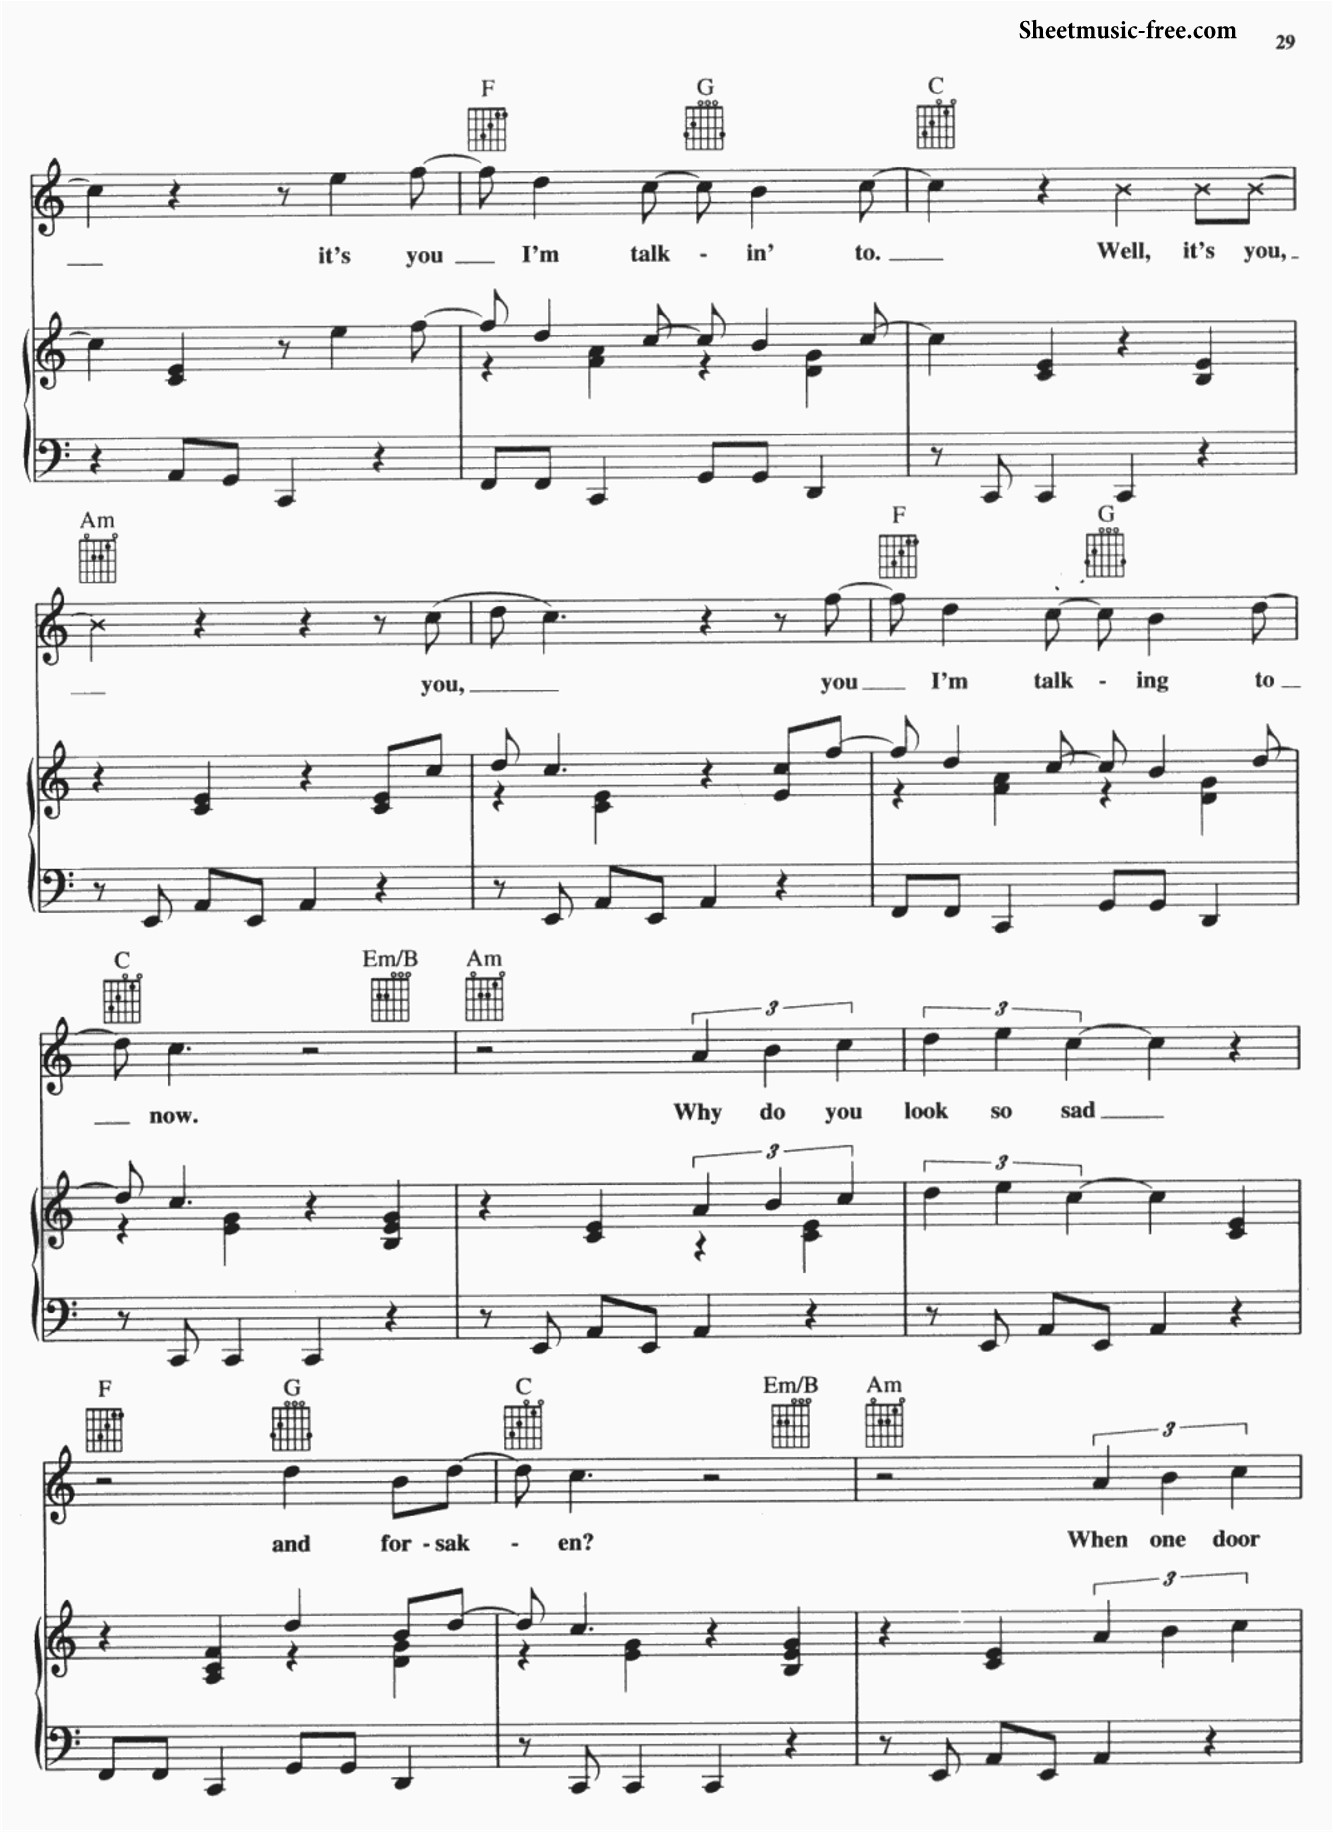 Sheetmusic-free.com
29
F G C
it's you I'm talk - in' to. Well, it's you,
Am F G
you, you I'm talk - ing to
C Em/B Am
3 3
now. Why do you look so sad
3 3
F G C Em/B Am
3
and for - sak - en? When one door
3